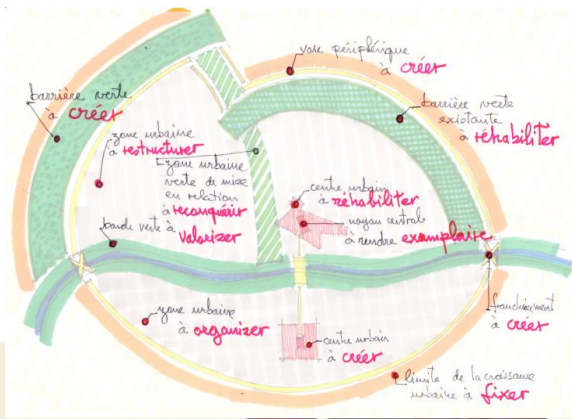 voie périphérique
à créer
barrière verte
à créer
barrière verte
existante
à réhabiliter
zone urbaine
à restructurer
zone urbaine
verte de mise
en relation
à reconquérir
centre urbain
à réhabiliter
noyau central
à rendre examplaire
bande verte à
valorizer
franchissement
à créer
zone urbaine
à organizer
centre urbain
à créer
limite de la croissance
urbaine à fixer